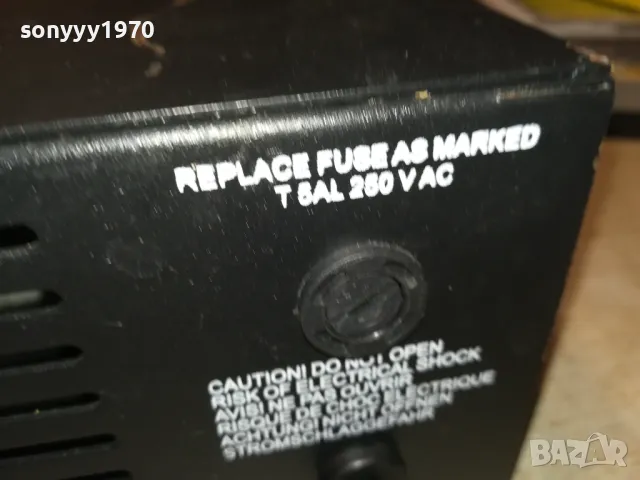 sonyyy1970
REPLACE FUSE AS MARKED
T 5AL 250 V AC
CAUTION! DO NOT OPEN
RISK OF ELECTRICAL SHOCK
AVIS! NE PAS OUVRIR
RISQUE DE CHOC ELECTRIQUE
ACHTUNG! NICHT OFFNEN
STROMSCHLAGGEFAHR
bazar